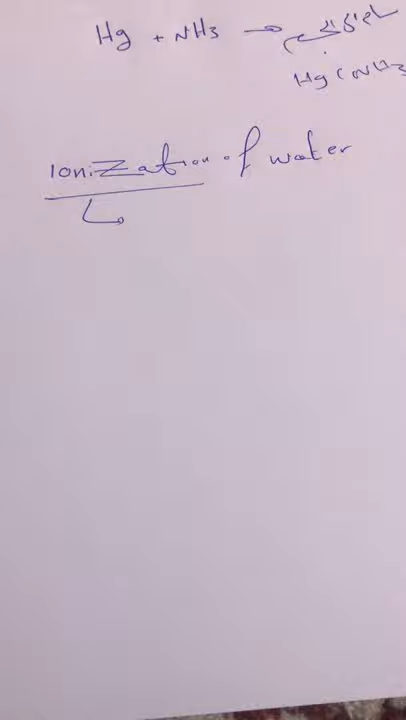 Hg + NH3 →
Hg(NH3
Ionization of water